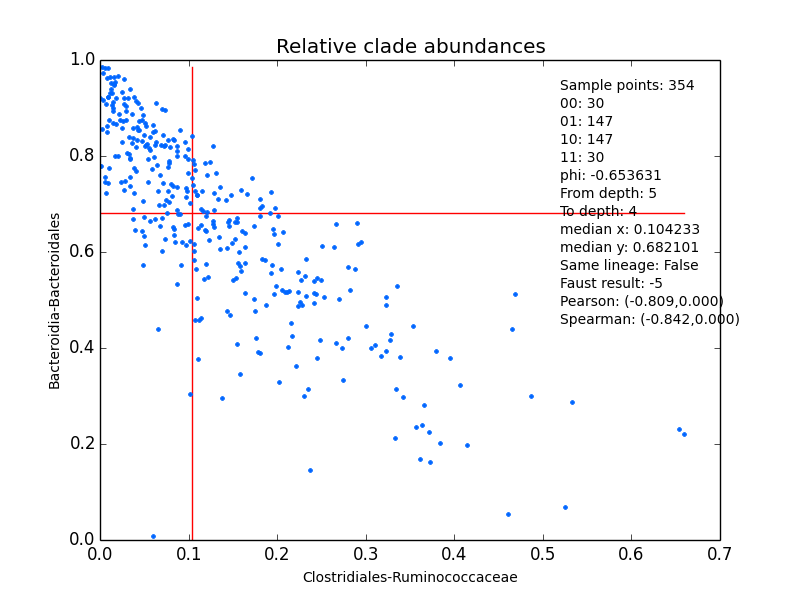 Relative clade abundances
1.0
0.8
0.6
0.4
0.2
0.0
Bacteroidia-Bacteroidales
Sample points: 354
00: 30
01: 147
10: 147
11: 30
phi: -0.653631
From depth: 5
To depth: 4
median x: 0.104233
median y: 0.682101
Same lineage: False
Faust result: -5
Pearson: (-0.809,0.000)
Spearman: (-0.842,0.000)
0.0 0.1 0.2 0.3 0.4 0.5 0.6 0.7
Clostridiales-Ruminococcaceae